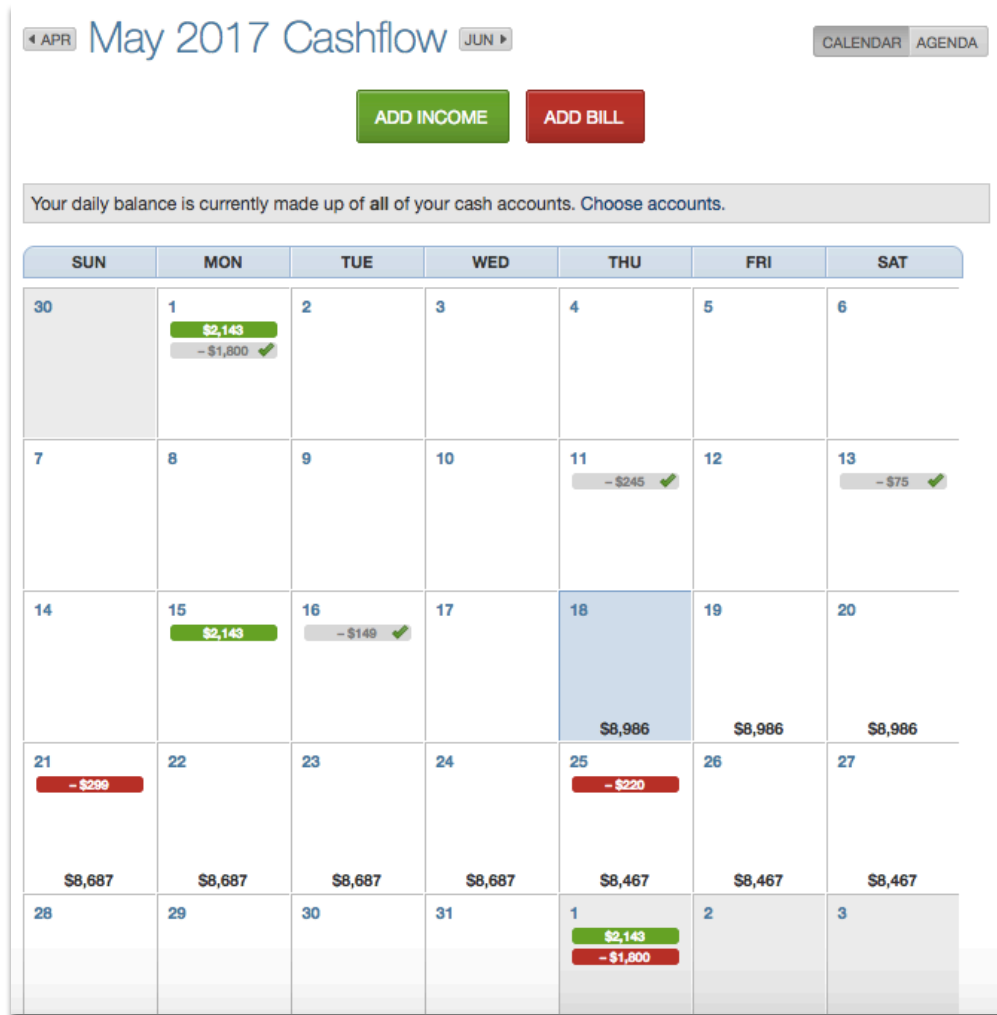 APR May 2017 Cashflow JUN CALENDAR AGENDA
ADD INCOME ADD BILL
Your daily balance is currently made up of all of your cash accounts. Choose accounts.
SUN MON TUE WED THU FRI SAT
30 1 2 3 4 5 6
$2,143
– $1,800
7 8 9 10 11 12 13
– $245 – $75
14 15 16 17 18 19 20
$2,143 – $149
$8,986 $8,986 $8,986
21 22 23 24 25 26 27
– $299 – $220
$8,687 $8,687 $8,687 $8,687 $8,467 $8,467 $8,467
28 29 30 31 1 2 3
$2,143
– $1,800